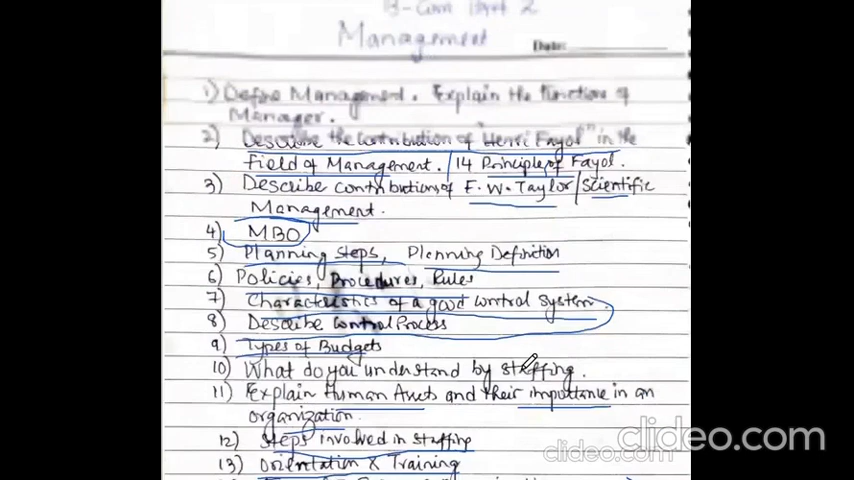 B-Com Part 2
Management
Date:
1) Define Management. Explain the function of
Manager.
2) Describe the contribution of "Henri Fayol" in the
field of Management. / 14 Principle of Fayol.
3) Describe contribution of F. W. Taylor / Scientific
Management.
4) MBO
5) Planning steps, Planning Definition
6) Policies, Procedures, Rules
7) Characteristics of a good control system
8) Describe control Process
9) Types of Budgets
10) What do you understand by staffing.
11) Explain Human Assets and their importance in an
organization.
12) Steps involved in staffing
13) Orientation & Training
clideo.com
clideo.com